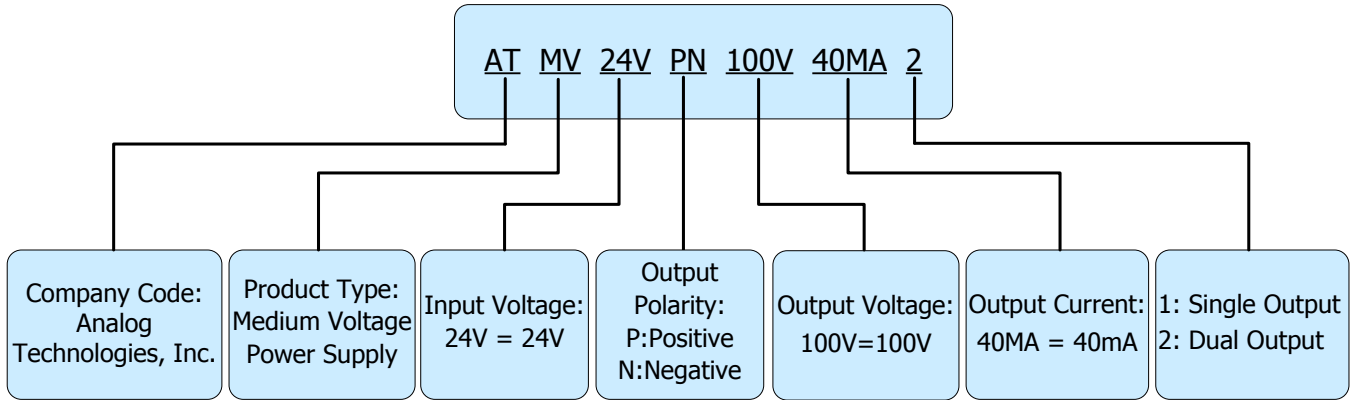 AT MV 24V PN 100V 40MA 2
Company Code:
Analog
Technologies, Inc.
Product Type:
Medium Voltage
Power Supply
Input Voltage:
24V = 24V
Output
Polarity:
P:Positive
N:Negative
Output Voltage:
100V=100V
Output Current:
40MA = 40mA
1: Single Output
2: Dual Output